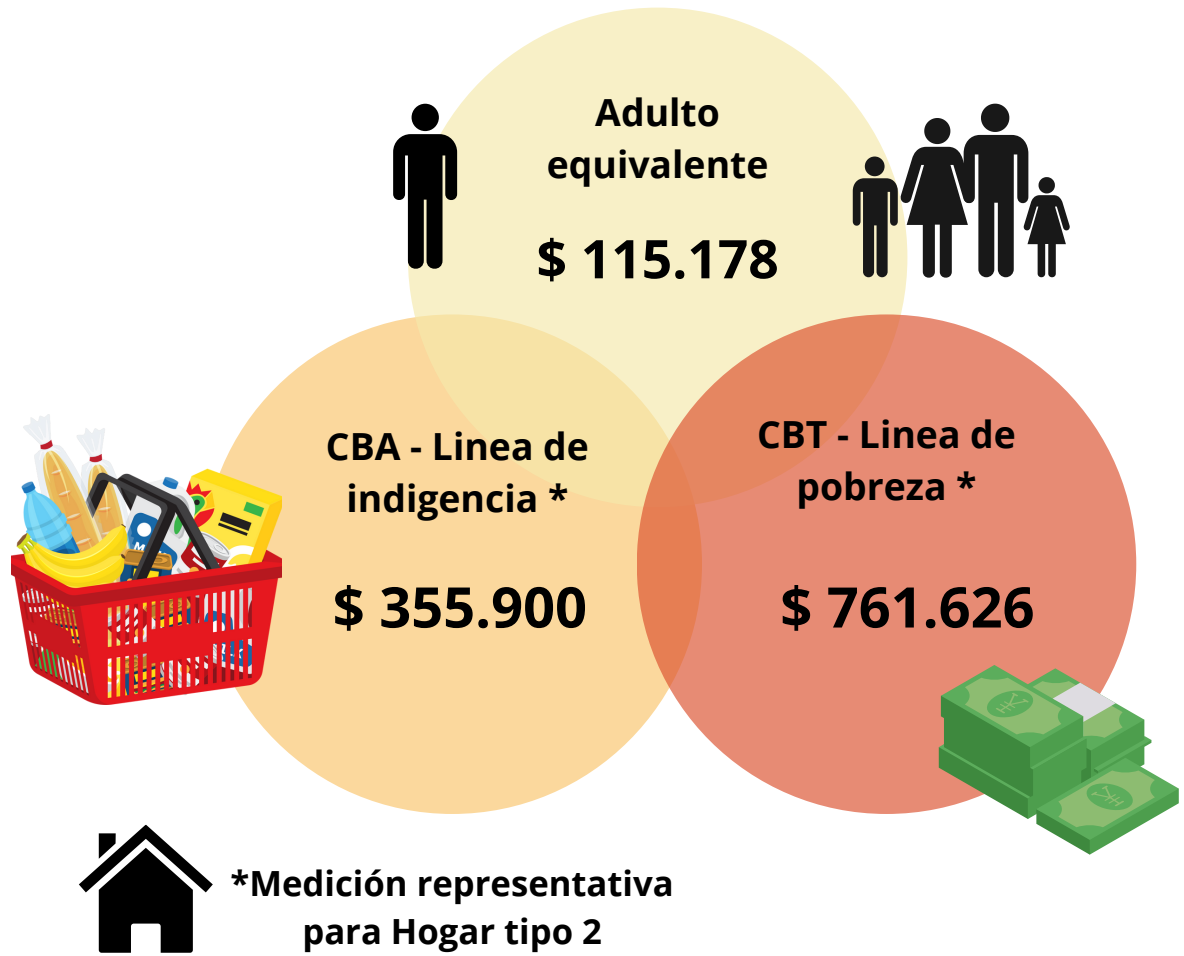 Adulto
equivalente
$ 115.178
CBA - Linea de
indigencia *
$ 355.900
CBT - Linea de
pobreza *
$ 761.626
*Medición representativa
para Hogar tipo 2